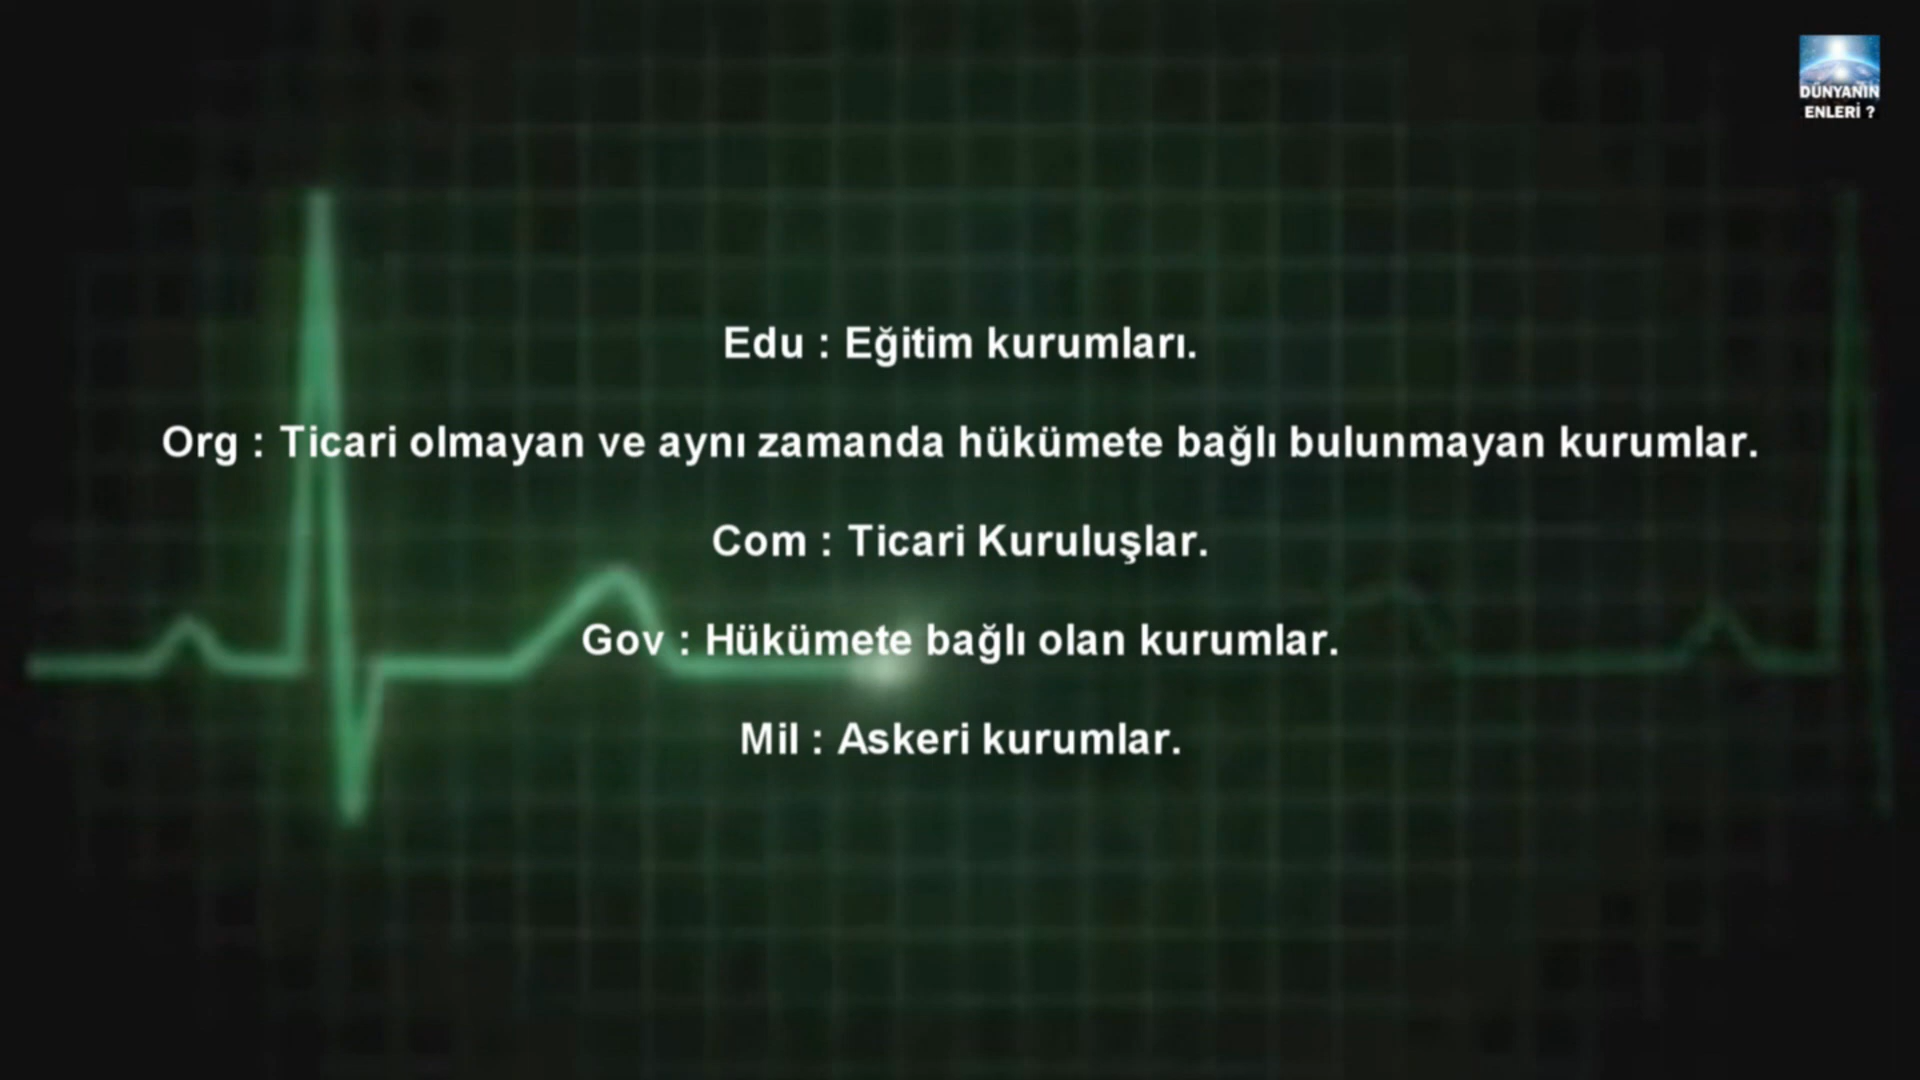 DÜNYANIN
ENLERİ ?
Edu : Eğitim kurumları.
Org : Ticari olmayan ve aynı zamanda hükümete bağlı bulunmayan kurumlar.
Com : Ticari Kuruluşlar.
Gov : Hükümete bağlı olan kurumlar.
Mil : Askeri kurumlar.